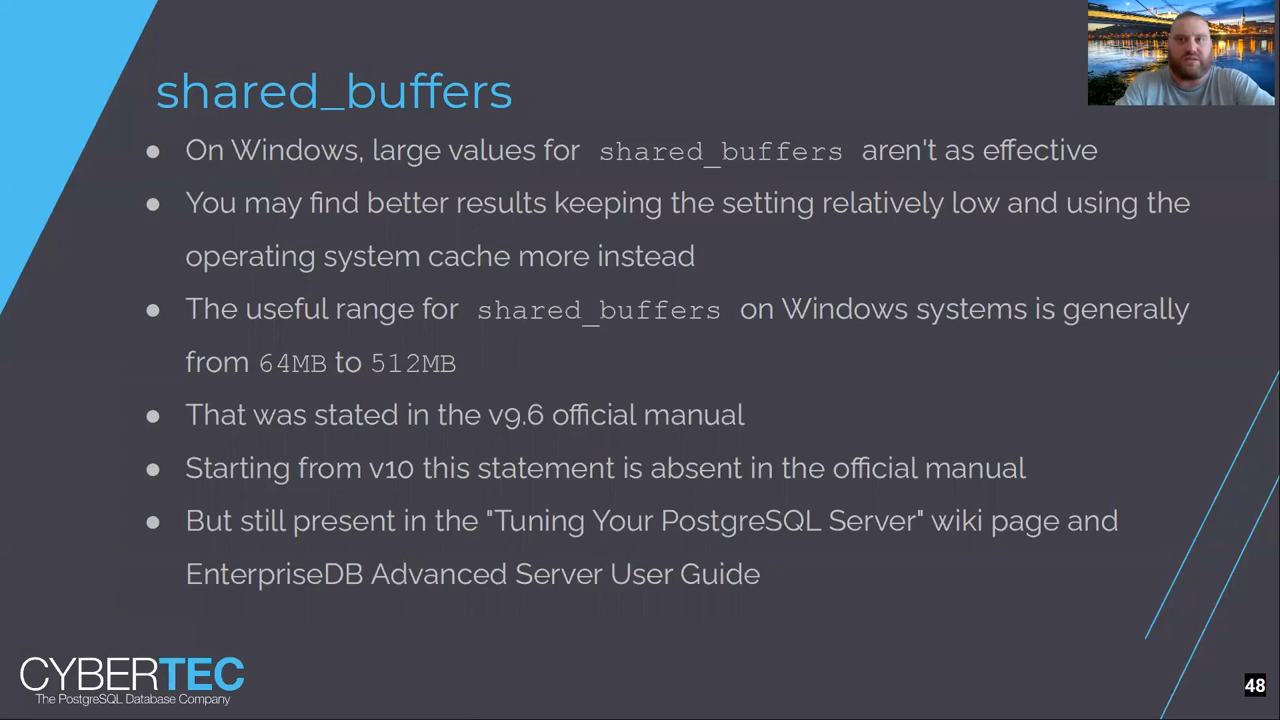 shared_buffers
● On Windows, large values for shared_buffers aren't as effective
● You may find better results keeping the setting relatively low and using the
operating system cache more instead
● The useful range for shared_buffers on Windows systems is generally
from 64MB to 512MB
● That was stated in the v9.6 official manual
● Starting from v10 this statement is absent in the official manual
● But still present in the "Tuning Your PostgreSQL Server" wiki page and
EnterpriseDB Advanced Server User Guide
CYBERTEC
The PostgreSQL Database Company
48